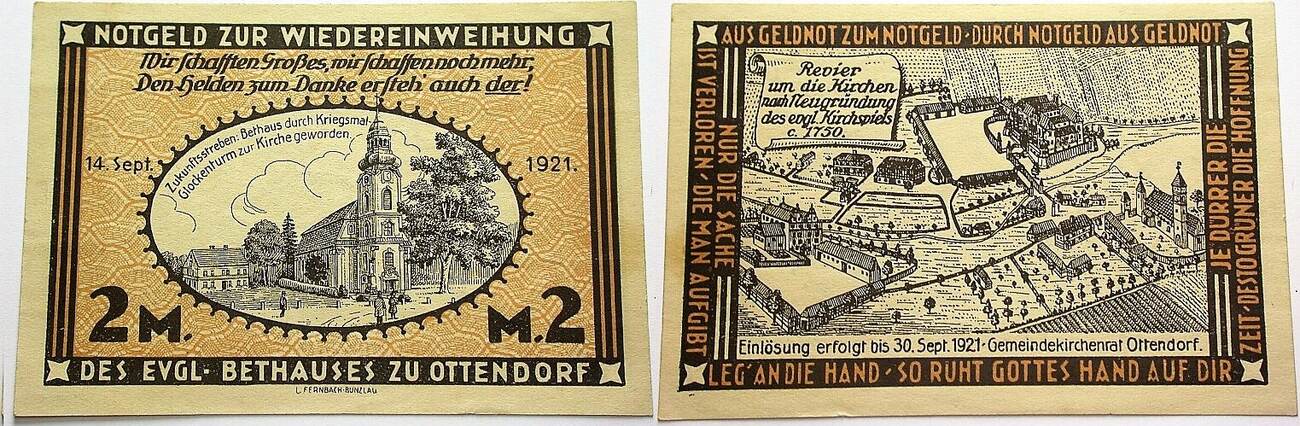 NOTGELD ZUR WIEDEREINWEIHUNG
Wir schafften Großes, wir schaffen noch mehr,
Den Helden zum Danke ersteh' auch der!
Zukunftsstreben: Bethaus durch Kriegsmal-
Glockenturm zur Kirche geworden.
14. Sept. 1921.
2M. M.2
DES EVGL· BETHAUSES ZU OTTENDORF
L. FERNBACH·BUNZLAU
AUS GELDNOT ZUM NOTGELD·DURCH NOTGELD AUS GELDNOT
JE DÜRRER DIE
ZEIT·DESTO GRÜNER DIE HOFFNUNG
NUR DIE SACHE
IST VERLOREN·DIE MAN AUFGIBT
LEG' AN DIE HAND·SO RUHT GOTTES HAND AUF DIR
Revier
um die Kirchen
nach Neugründung
des evgl. Kirchspiels
c. 1750.
Einlösung erfolgt bis 30. Sept. 1921·Gemeindekirchenrat Ottendorf.